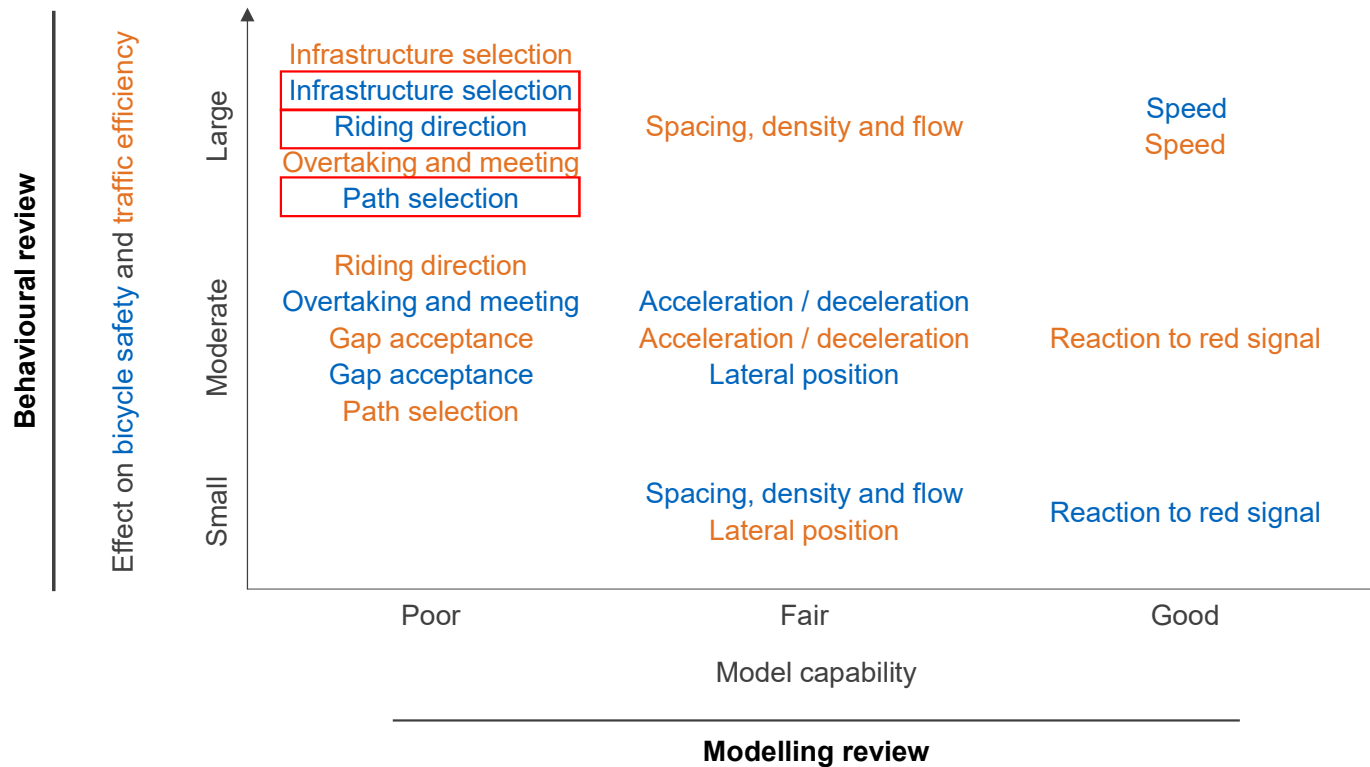 Behavioural review
Effect on bicycle safety and traffic efficiency
Large
Infrastructure selection
Infrastructure selection
Riding direction
Overtaking and meeting
Path selection
Spacing, density and flow
Speed
Speed
Moderate
Riding direction
Overtaking and meeting
Gap acceptance
Gap acceptance
Path selection
Acceleration / deceleration
Acceleration / deceleration
Lateral position
Reaction to red signal
Small
Spacing, density and flow
Lateral position
Reaction to red signal
Poor
Fair
Good
Model capability
Modelling review